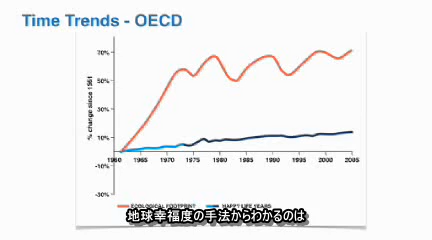 Time Trends - OECD
% change since 1961
70%
50%
30%
10%
-10%
-30%
1960 1965 1970 1975 1980 1985 1990 1995 2000 2005
ECOLOGICAL FOOTPRINT HAPPY LIFE YEARS
地球幸福度の手法からわかるのは